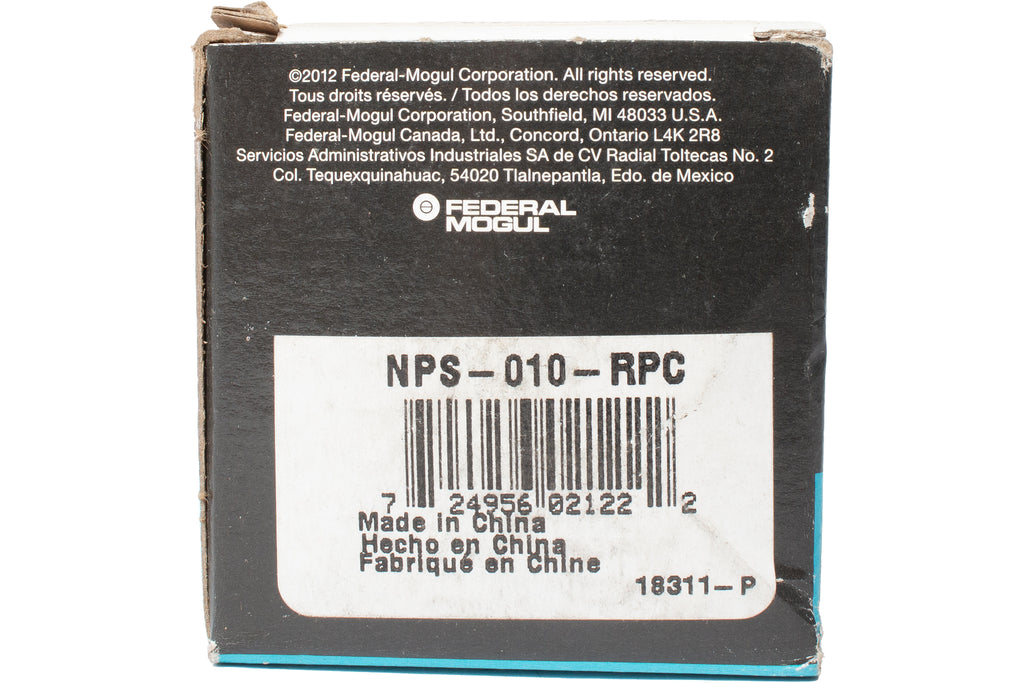 ©2012 Federal-Mogul Corporation. All rights reserved.
Tous droits réservés. / Todos los derechos reservados.
Federal-Mogul Corporation, Southfield, MI 48033 U.S.A.
Federal-Mogul Canada, Ltd., Concord, Ontario L4K 2R8
Servicios Administrativos Industriales SA de CV Radial Toltecas No. 2
Col. Tequexquinahuac, 54020 Tlalnepantla, Edo. de Mexico
FEDERAL
MOGUL
NPS-010-RPC
7 24956 02122 2
Made in China
Hecho en China
Fabriqué en Chine
18311-P